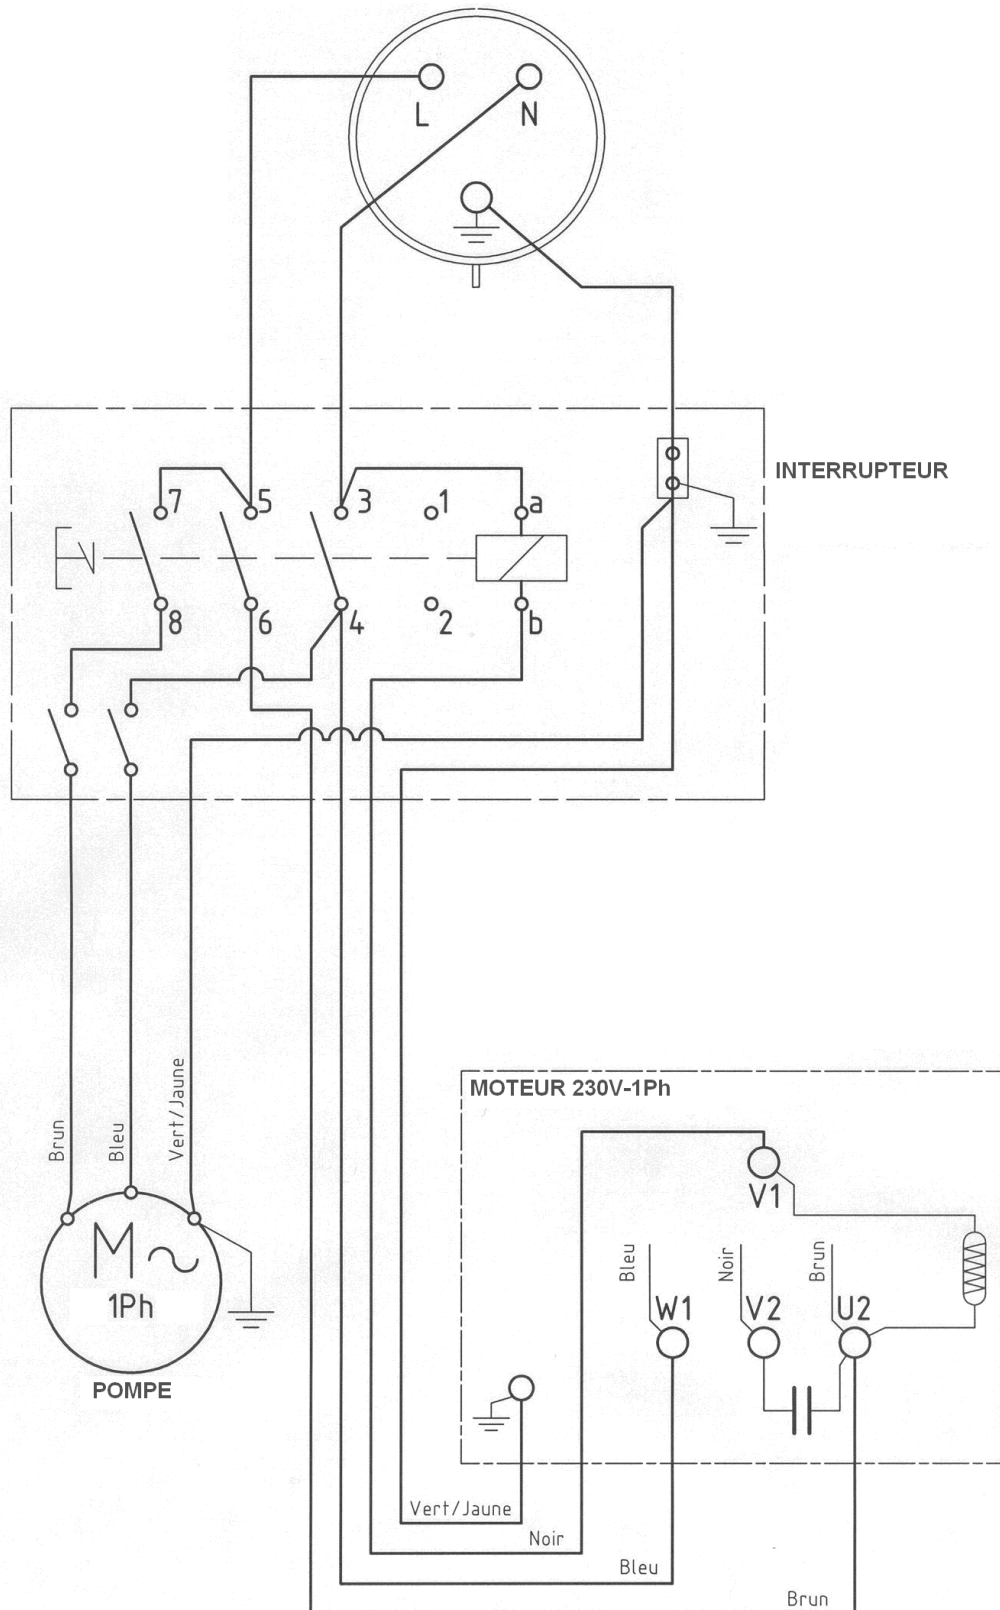 L N
INTERRUPTEUR
7 5 3 1 a
8 6 4 2 b
Brun
Bleu
Vert/Jaune
M
1Ph
POMPE
MOTEUR 230V-1Ph
V1
Bleu
Noir
Brun
W1 V2 U2
Vert/Jaune
Noir
Bleu
Brun